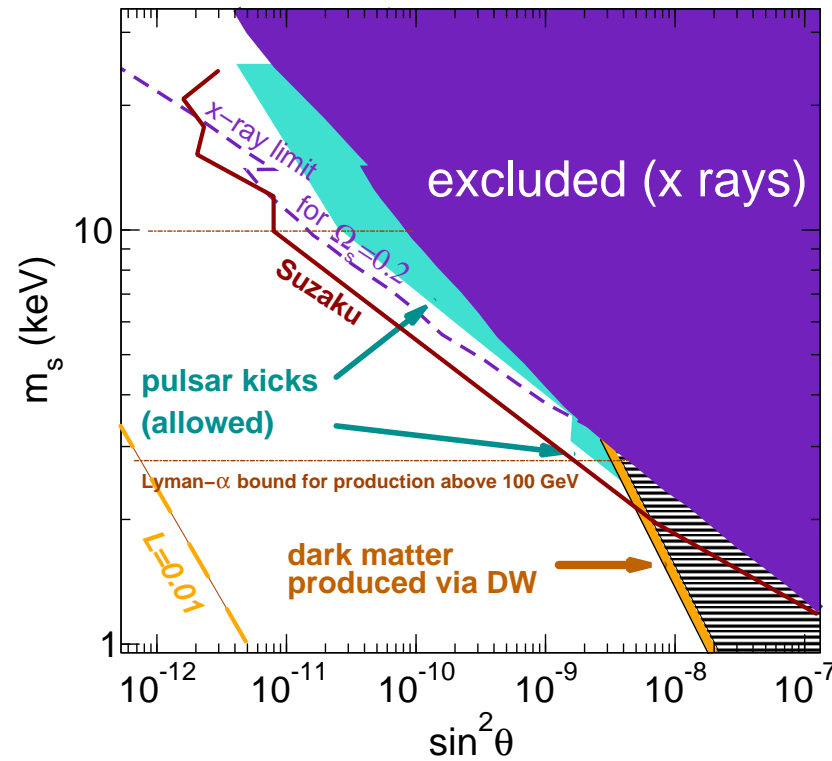 excluded (x rays)
x-ray limit
for Ωₛ=0.2
Suzaku
10
mₛ (keV)
pulsar kicks
(allowed)
Lyman-α bound for production above 100 GeV
L=0.01
dark matter
produced via DW
1
10⁻¹² 10⁻¹¹ 10⁻¹⁰ 10⁻⁹ 10⁻⁸ 10⁻⁷
sin²θ